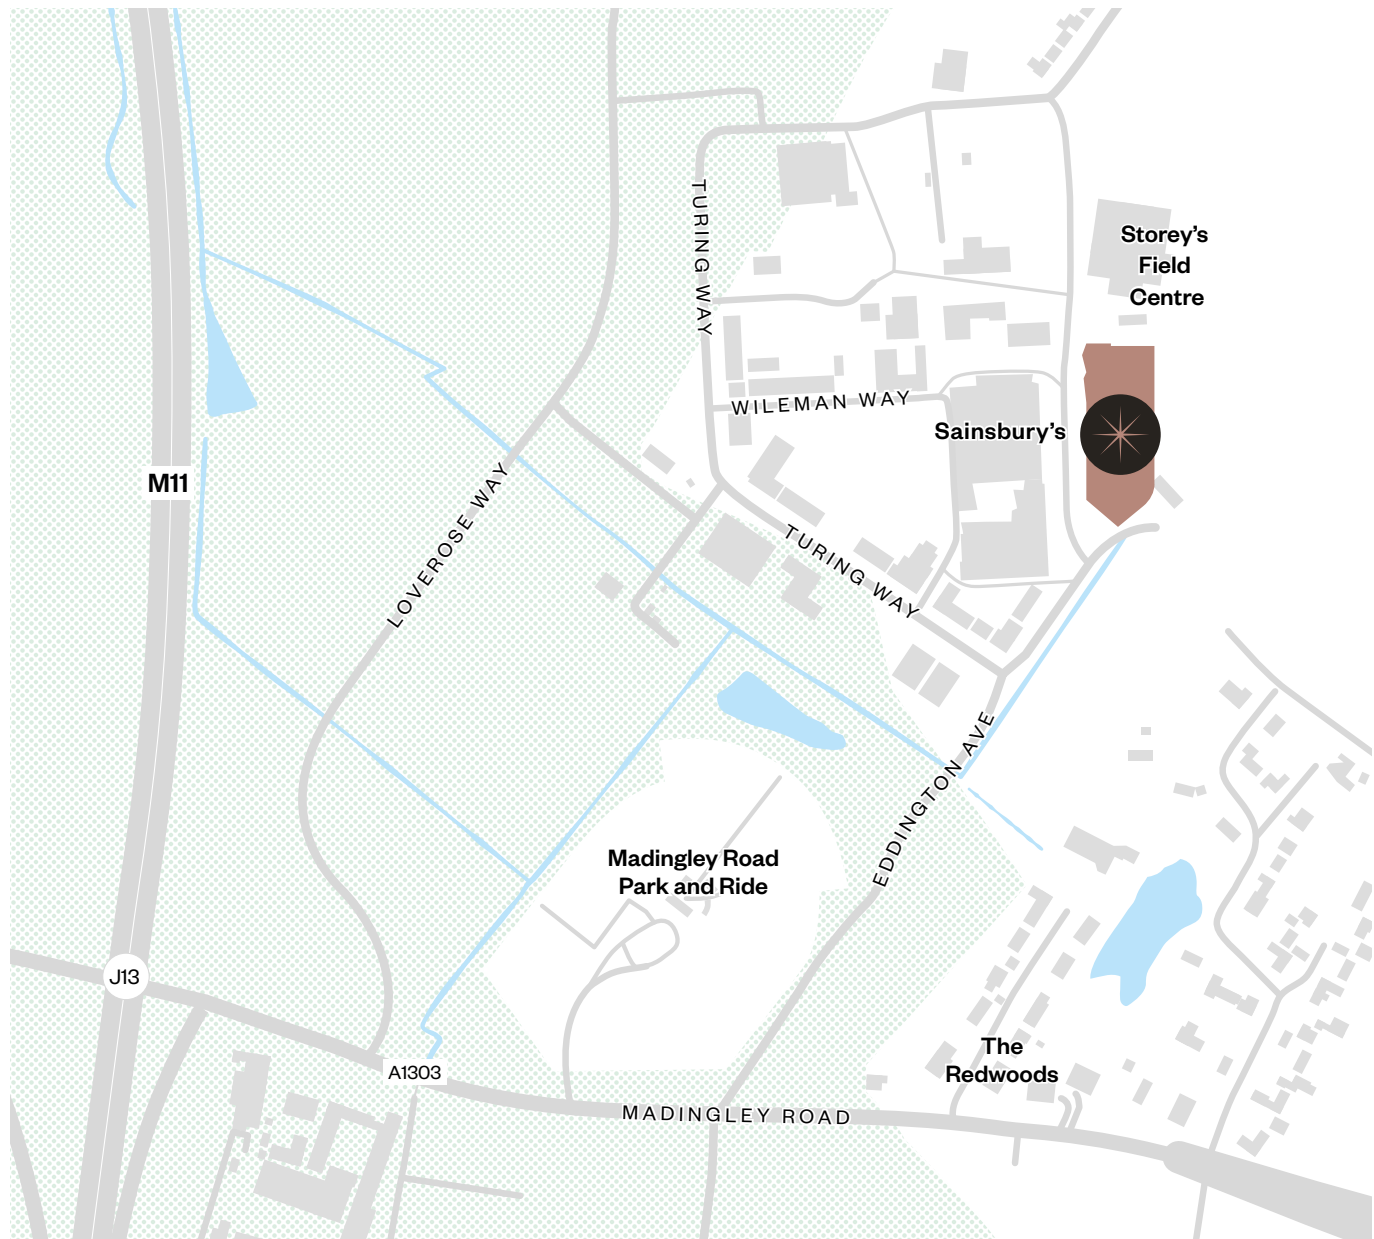 TURING WAY
Storey’s
Field
Centre
WILEMAN WAY
Sainsbury’s
M11
LOVEROSE WAY
TURING WAY
EDDINGTON AVE
Madingley Road
Park and Ride
J13
The
Redwoods
A1303
MADINGLEY ROAD